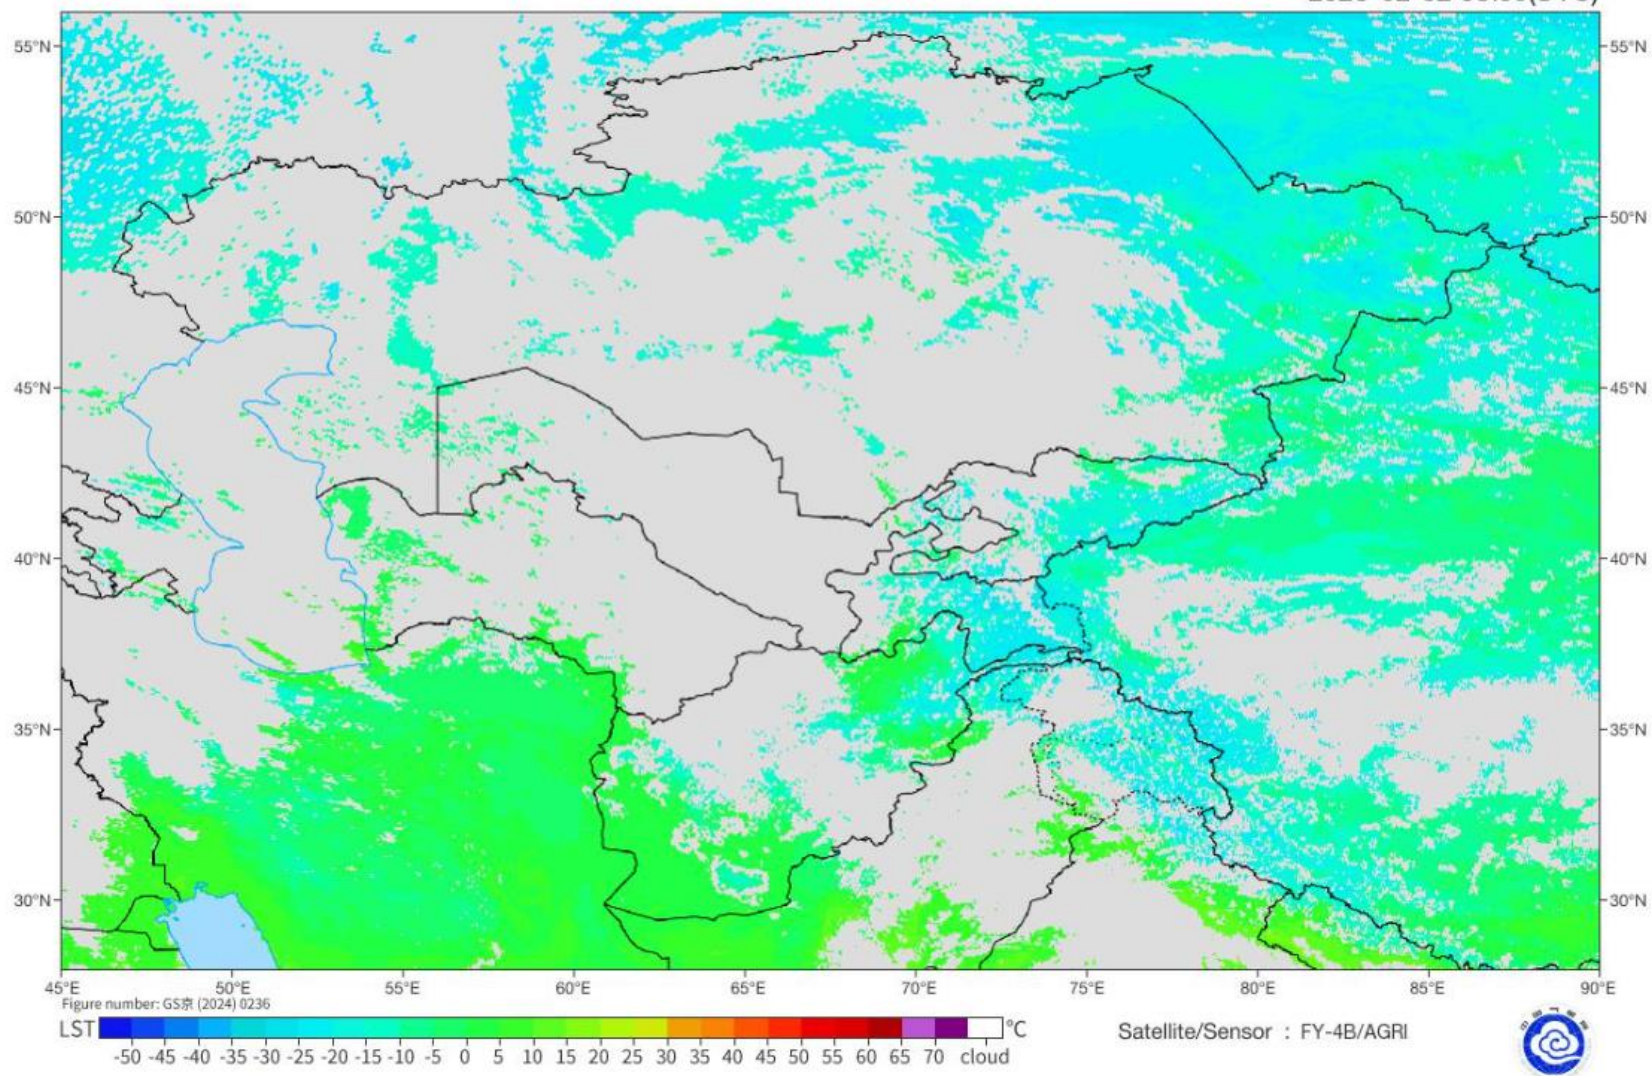 55°N 55°N
50°N 50°N
45°N 45°N
40°N 40°N
35°N 35°N
30°N 30°N
45°E 50°E 55°E 60°E 65°E 70°E 75°E 80°E 85°E 90°E
Figure number: GS京 (2024) 0236
LST °C
-50 -45 -40 -35 -30 -25 -20 -15 -10 -5 0 5 10 15 20 25 30 35 40 45 50 55 60 65 70 cloud
Satellite/Sensor : FY-4B/AGRI